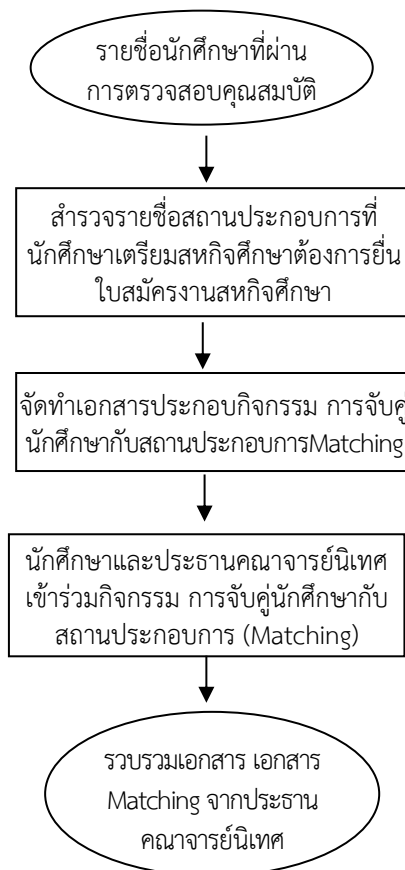 รายชื่อนักศึกษาที่ผ่าน
การตรวจสอบคุณสมบัติ
สำรวจรายชื่อสถานประกอบการที่
นักศึกษาเตรียมสหกิจศึกษาต้องการยื่น
ใบสมัครงานสหกิจศึกษา
จัดทำเอกสารประกอบกิจกรรม การจับคู่
นักศึกษากับสถานประกอบการMatching
นักศึกษาและประธานคณาจารย์นิเทศ
เข้าร่วมกิจกรรม การจับคู่นักศึกษากับ
สถานประกอบการ (Matching)
รวบรวมเอกสาร เอกสาร
Matching จากประธาน
คณาจารย์นิเทศ